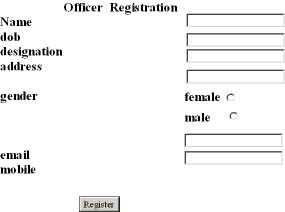 Officer Registration
Name
dob
designation
address
gender female
male
email
mobile
Register